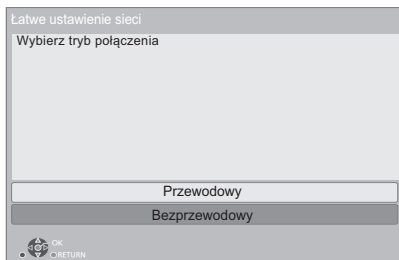 Łatwe ustawienie sieci
Wybierz tryb połączenia
Przewodowy
Bezprzewodowy
OK
RETURN